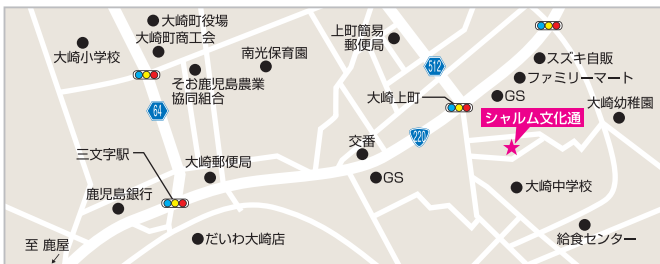 大崎町役場
大崎町商工会
大崎小学校
そお鹿児島農業
協同組合
南光保育園
上町簡易
郵便局
512
スズキ自販
ファミリーマート
GS
大崎上町
大崎幼稚園
シャルム文化通
64
220
三文字駅
大崎郵便局
交番
GS
鹿児島銀行
大崎中学校
だいわ大崎店
給食センター
至 鹿屋